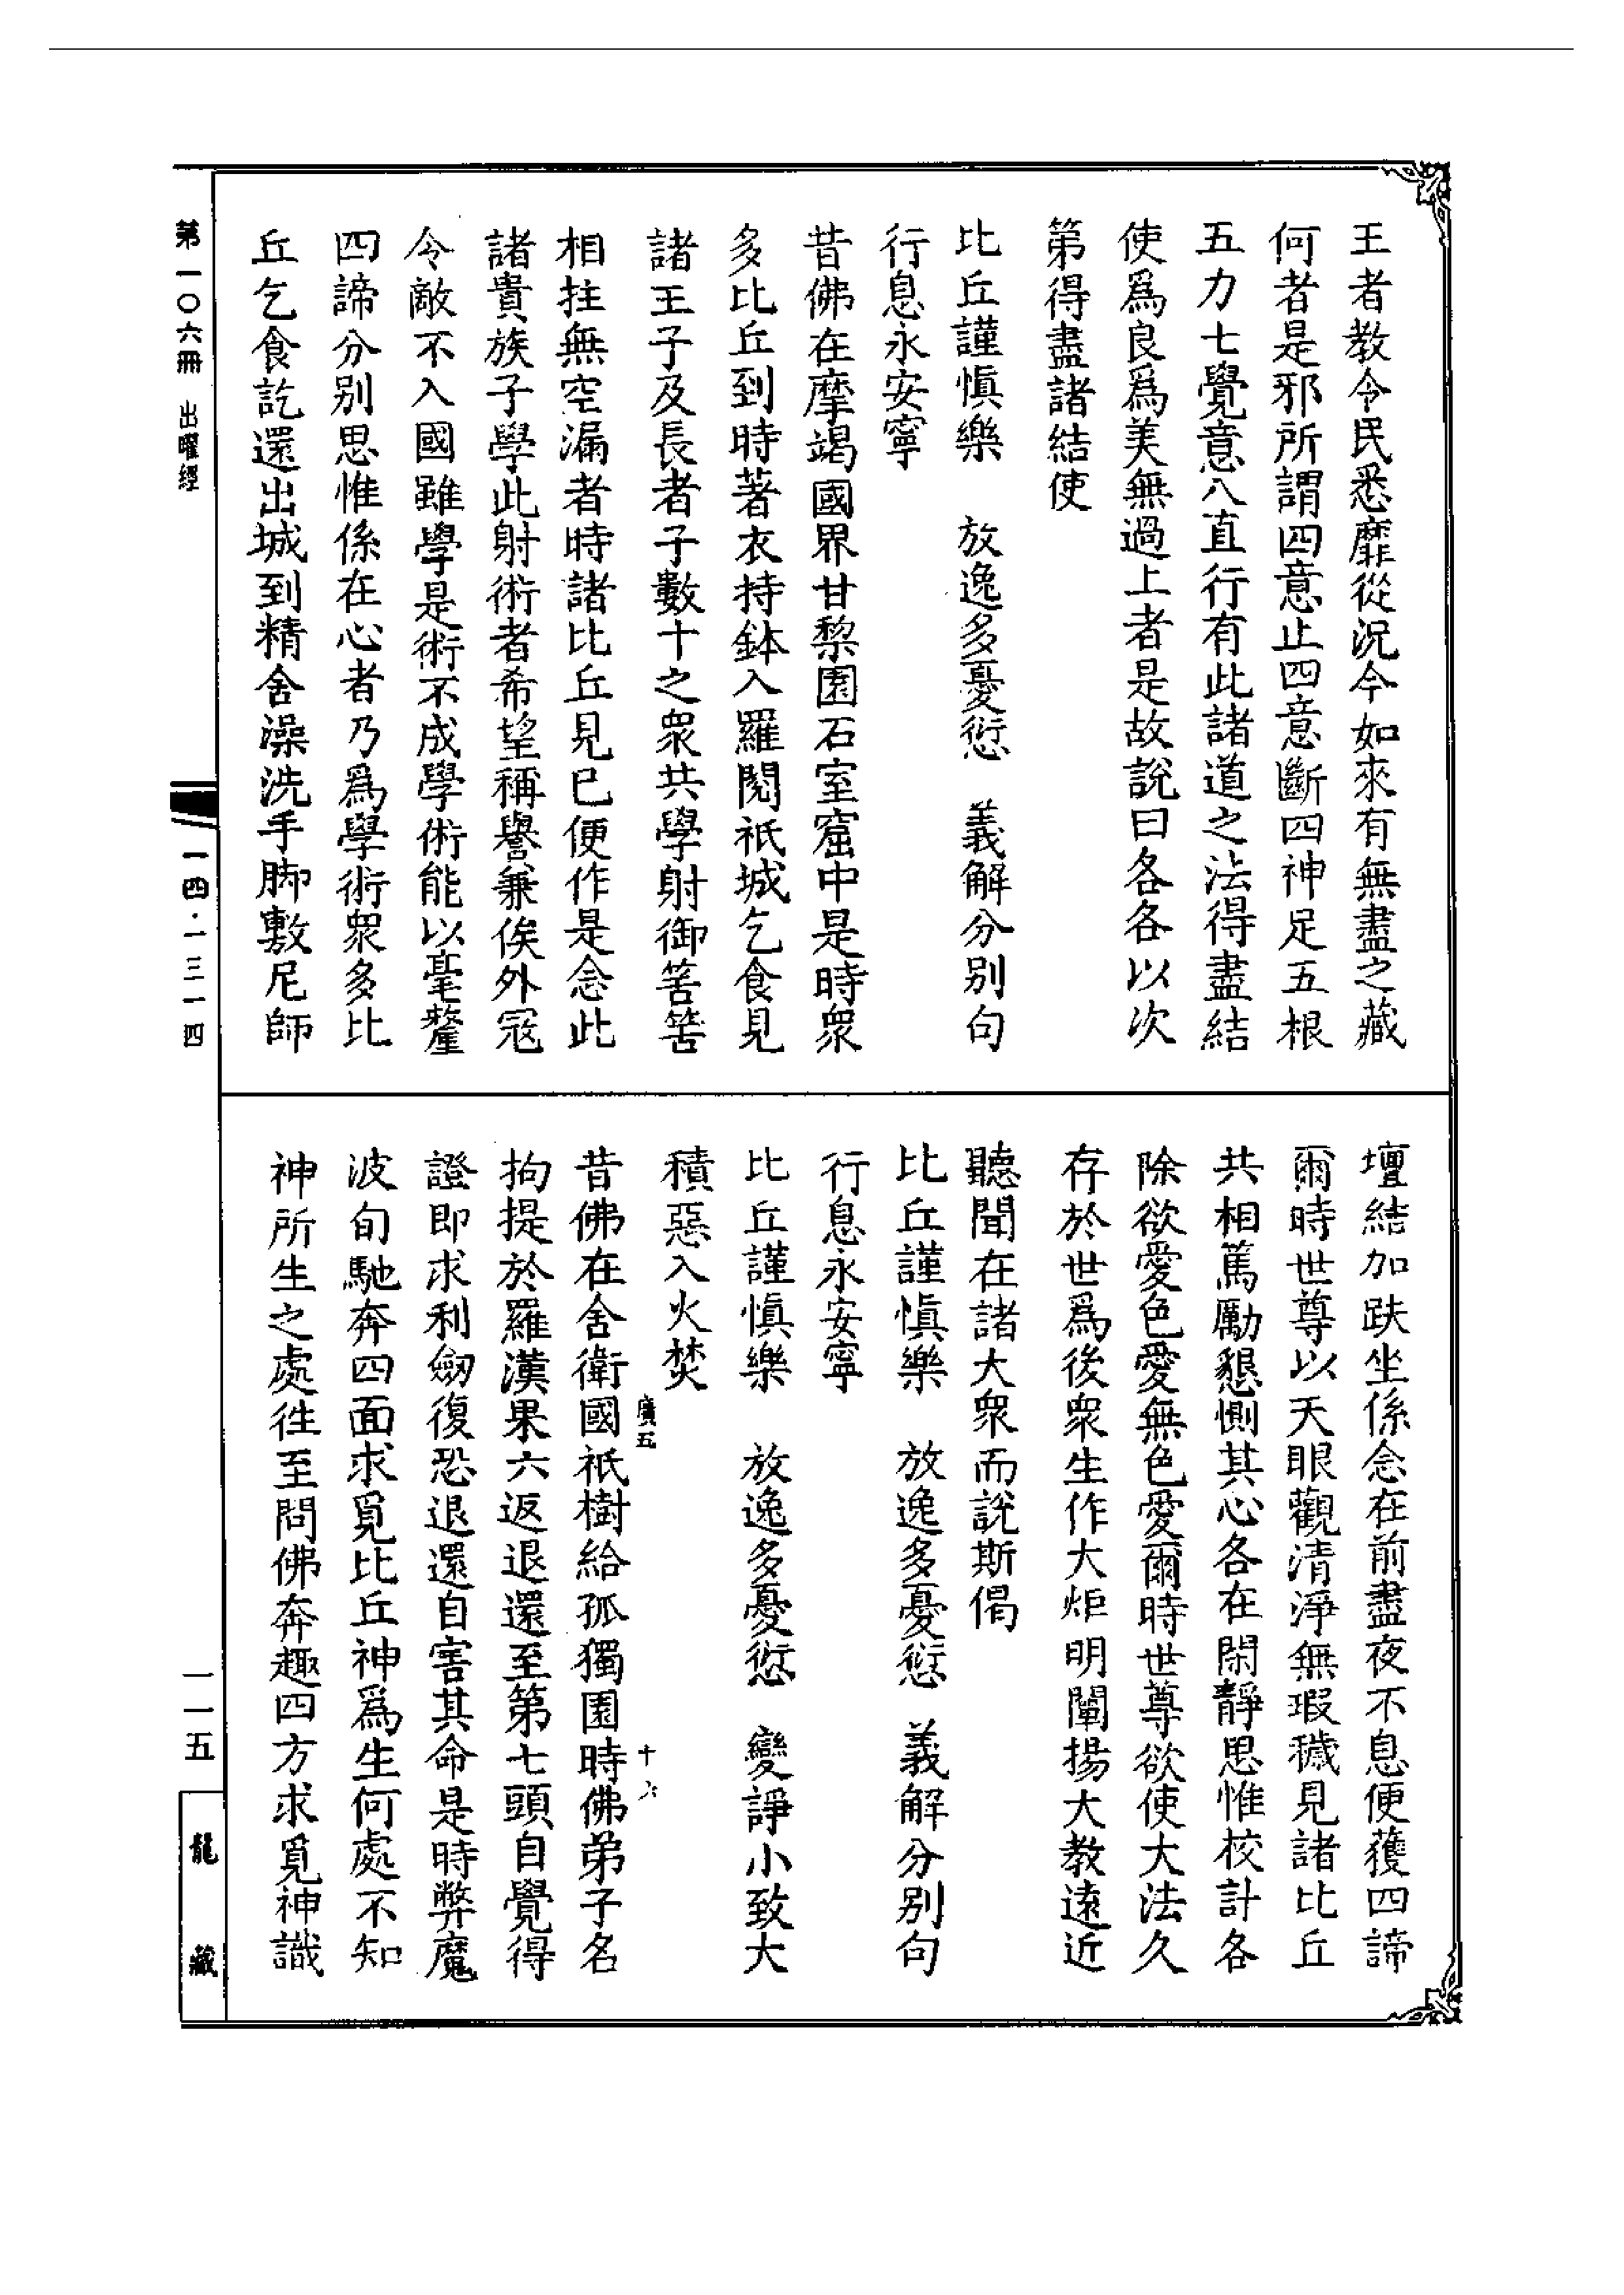 王者教令民悉靡從況今如來有無盡之藏
何者是邪所謂四意止四意斷四神足五根
五力七覺意八直行有此諸道之法得盡結
使爲良爲美無過上者是故說曰各各以次
第得盡諸結使
比丘謹慎樂　放逸多憂愆　義解分別句
行息永安寧
昔佛在摩竭國界甘黎園石室窟中是時衆
多比丘到時著衣持鉢入羅閱祇城乞食見
諸王子及長者子數十之衆共學射御筈筈
相拄無空漏者時諸比丘見已便作是念此
諸貴族子學此射術者希望稱譽兼俟外寇
令敵不入國雖學是術不成學術能以毫釐
四諦分別思惟係在心者乃爲學術衆多比
丘乞食訖還出城到精舍澡洗手脚敷尼師
壇結加趺坐係念在前盡夜不息便獲四諦
爾時世尊以天眼觀清淨無瑕穢見諸比丘
共相篤勵懇惻其心各在閑靜思惟校計各
除欲愛色愛無色愛爾時世尊欲使大法久
存於世爲後衆生作大炬明闡揚大教遠近
聽聞在諸大衆而說斯偈
比丘謹慎樂　放逸多憂愆　義解分別句
行息永安寧
比丘謹慎樂　放逸多憂愆　變諍小致大
積惡入火焚
廣五　十六
昔佛在舍衛國祇樹給孤獨園時佛弟子名
拘提於羅漢果六返退還至第七頭自覺得
證即求利劒復恐退還自害其命是時弊魔
波旬馳奔四面求覓比丘神爲生何處不知
神所生之處徃至問佛奔趣四方求覓神識
第一〇六冊　出曜經
一四·一三一四
一一五
龍藏